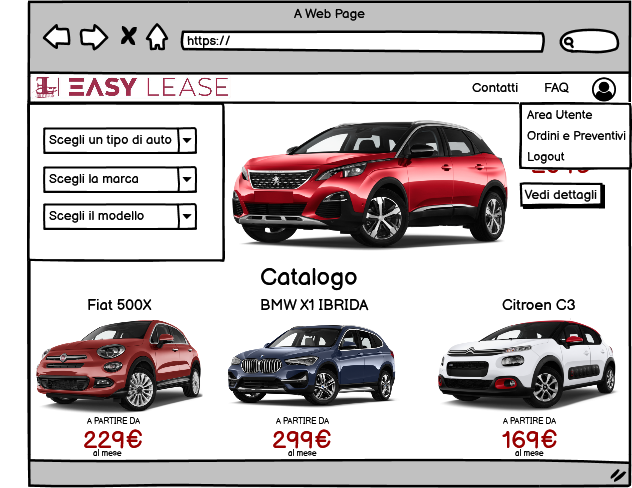 A Web Page
https://
EASY LEASE
Contatti
FAQ
Area Utente
Ordini e Preventivi
Logout
Scegli un tipo di auto
Scegli la marca
Scegli il modello
Vedi dettagli
Catalogo
Fiat 500X
BMW X1 IBRIDA
Citroen C3
A PARTIRE DA
A PARTIRE DA
A PARTIRE DA
229€
299€
169€
al mese
al mese
al mese